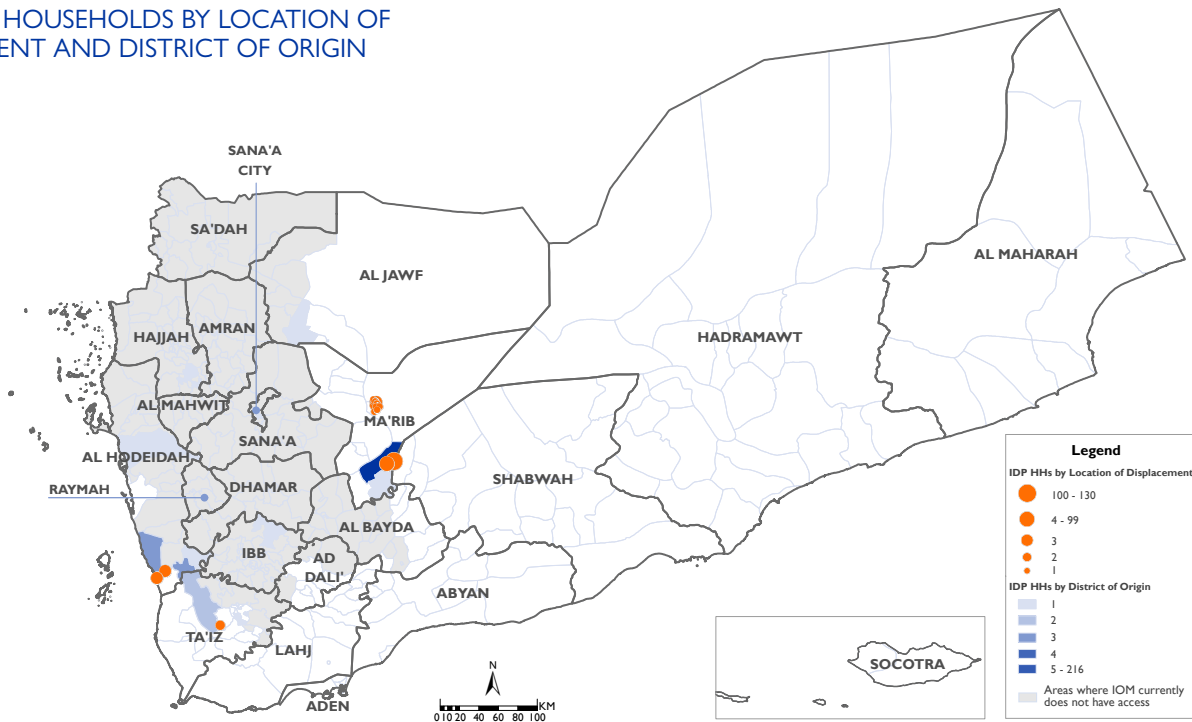 HOUSEHOLDS BY LOCATION OF
ENT AND DISTRICT OF ORIGIN
SANA'A
CITY
SA'DAH
AL JAWF
AL MAHARAH
HAJJAH
AMRAN
HADRAMAWT
AL MAHWIT
MA'RIB
SANA'A
AL HODEIDAH
SHABWAH
RAYMAH
DHAMAR
AL BAYDA
IBB
AD
DALI'
ABYAN
TA'IZ
LAHJ
ADEN
SOCOTRA
N
0 10 20 40 60 80 100
KM
Legend
IDP HHs by Location of Displacement
100 - 130
4 - 99
3
2
1
IDP HHs by District of Origin
1
2
3
4
5 - 216
Areas where IOM currently
does not have access